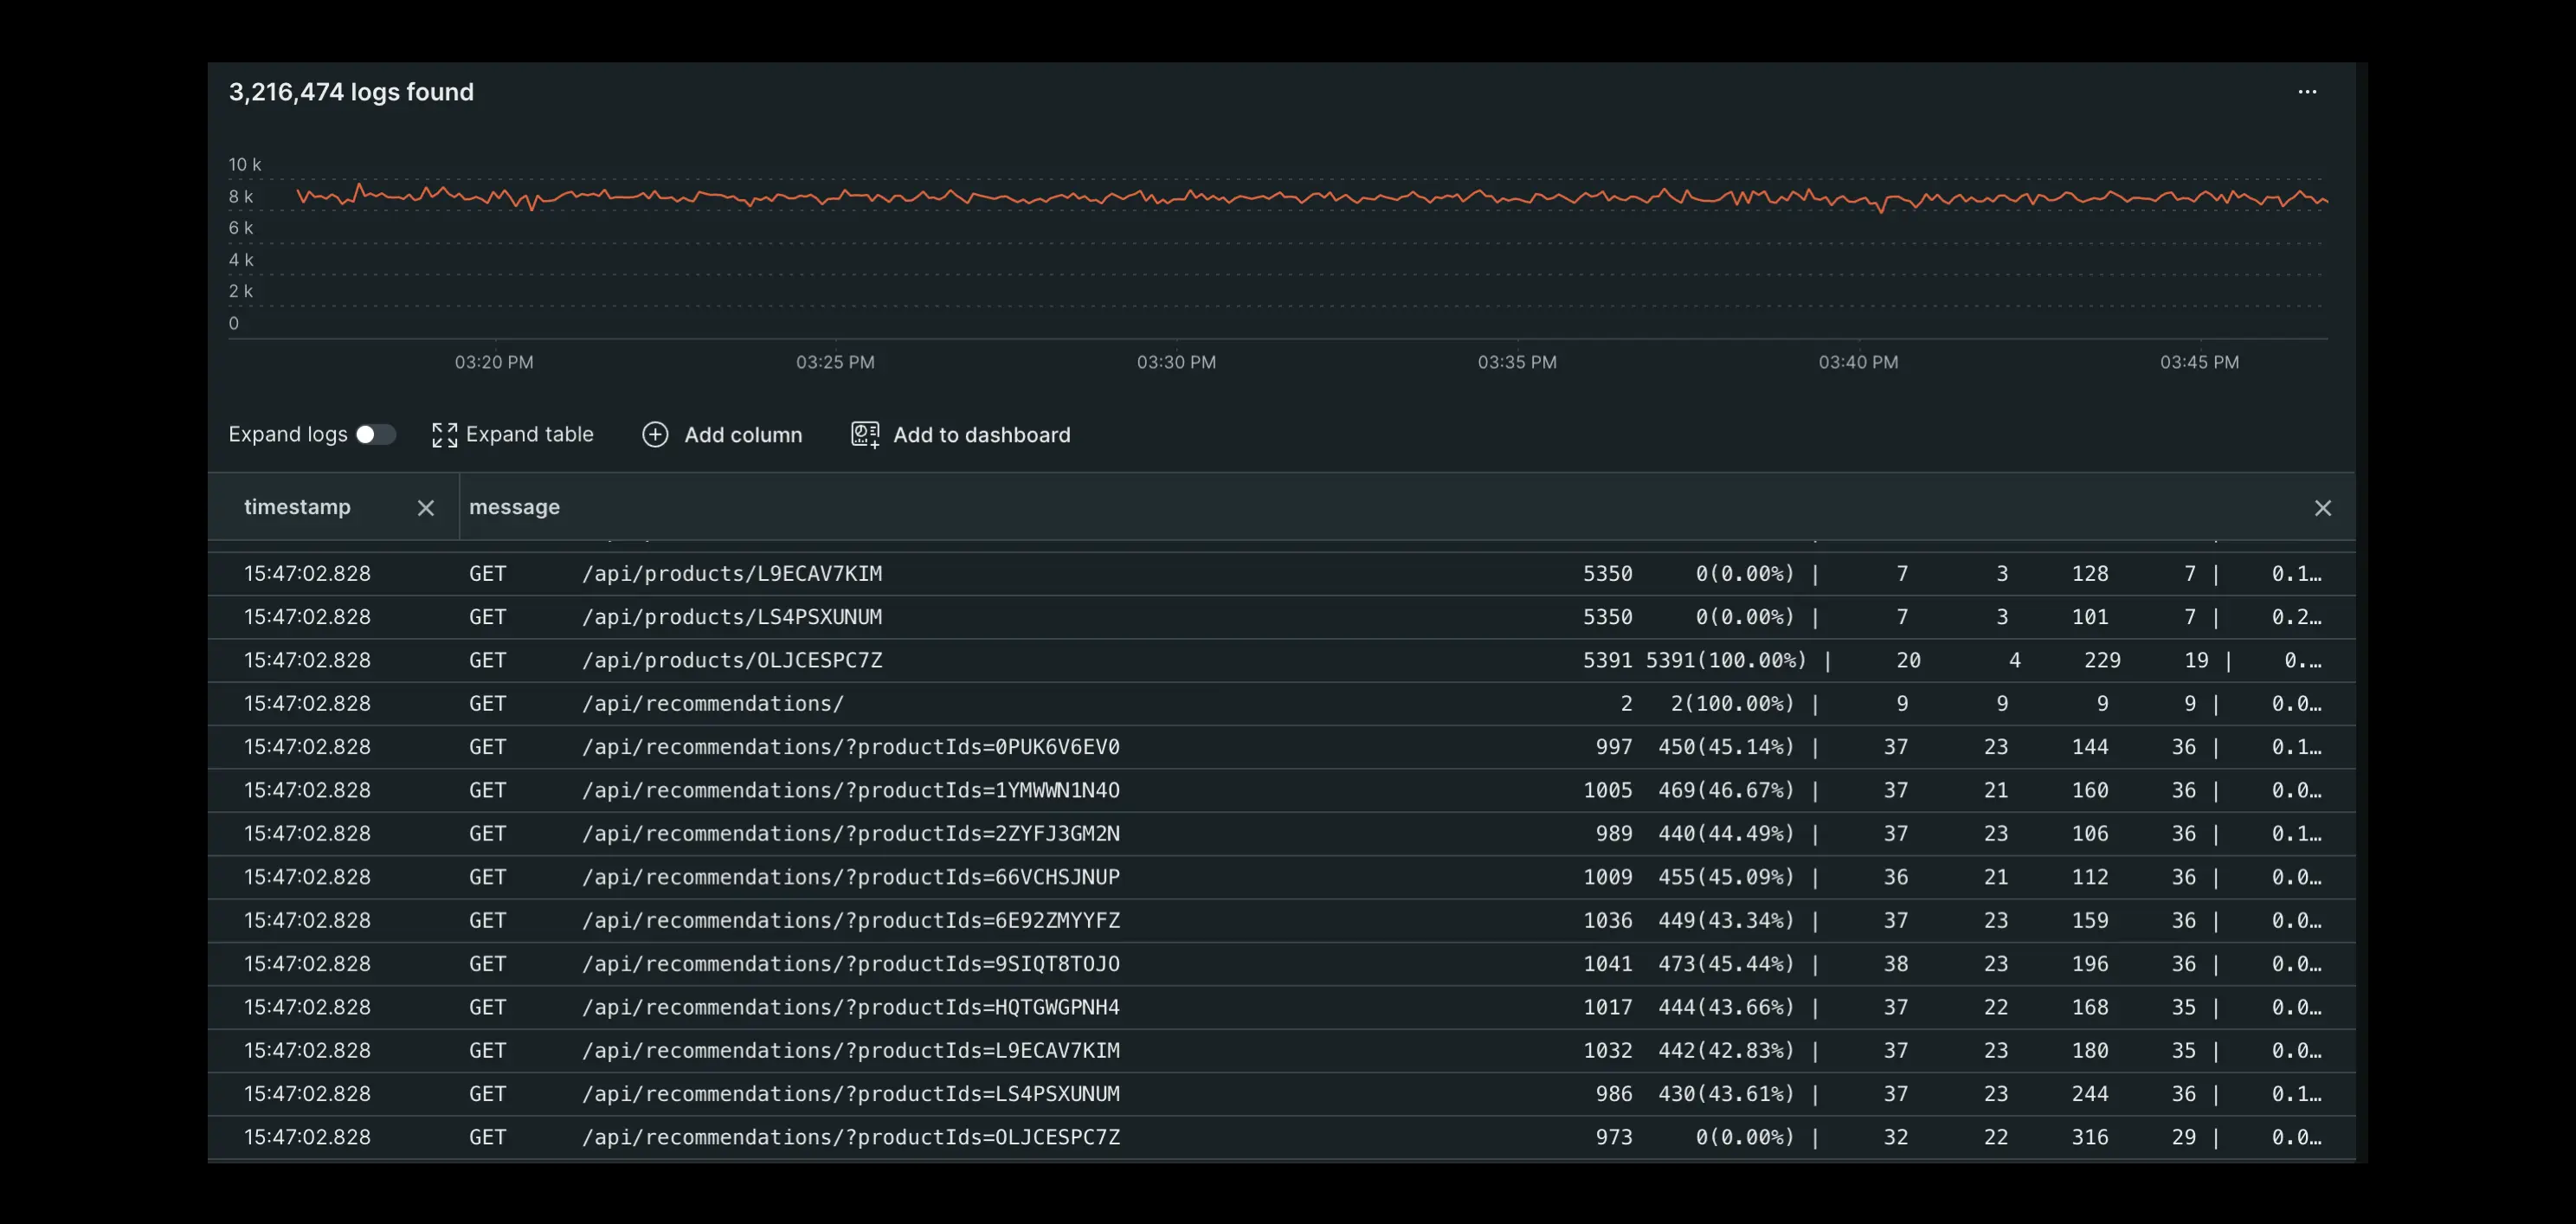 3,216,474 logs found
...
10 k
8 k
6 k
4 k
2 k
0
03:20 PM 03:25 PM 03:30 PM 03:35 PM 03:40 PM 03:45 PM
Expand logs Expand table Add column Add to dashboard
timestamp message
15:47:02.828 GET /api/products/L9ECAV7KIM 5350 0(0.00%) | 7 3 128 7 | 0.1…
15:47:02.828 GET /api/products/LS4PSXUNUM 5350 0(0.00%) | 7 3 101 7 | 0.2…
15:47:02.828 GET /api/products/OLJCESPC7Z 5391 5391(100.00%) | 20 4 229 19 | 0.…
15:47:02.828 GET /api/recommendations/ 2 2(100.00%) | 9 9 9 9 | 0.0…
15:47:02.828 GET /api/recommendations/?productIds=0PUK6V6EV0 997 450(45.14%) | 37 23 144 36 | 0.1…
15:47:02.828 GET /api/recommendations/?productIds=1YMWWN1N4O 1005 469(46.67%) | 37 21 160 36 | 0.0…
15:47:02.828 GET /api/recommendations/?productIds=2ZYFJ3GM2N 989 440(44.49%) | 37 23 106 36 | 0.1…
15:47:02.828 GET /api/recommendations/?productIds=66VCHSJNUP 1009 455(45.09%) | 36 21 112 36 | 0.0…
15:47:02.828 GET /api/recommendations/?productIds=6E92ZMYYFZ 1036 449(43.34%) | 37 23 159 36 | 0.0…
15:47:02.828 GET /api/recommendations/?productIds=9SIQT8TOJO 1041 473(45.44%) | 38 23 196 36 | 0.0…
15:47:02.828 GET /api/recommendations/?productIds=HQTGWGPNH4 1017 444(43.66%) | 37 22 168 35 | 0.0…
15:47:02.828 GET /api/recommendations/?productIds=L9ECAV7KIM 1032 442(42.83%) | 37 23 180 35 | 0.0…
15:47:02.828 GET /api/recommendations/?productIds=LS4PSXUNUM 986 430(43.61%) | 37 23 244 36 | 0.1…
15:47:02.828 GET /api/recommendations/?productIds=OLJCESPC7Z 973 0(0.00%) | 32 22 316 29 | 0.0…